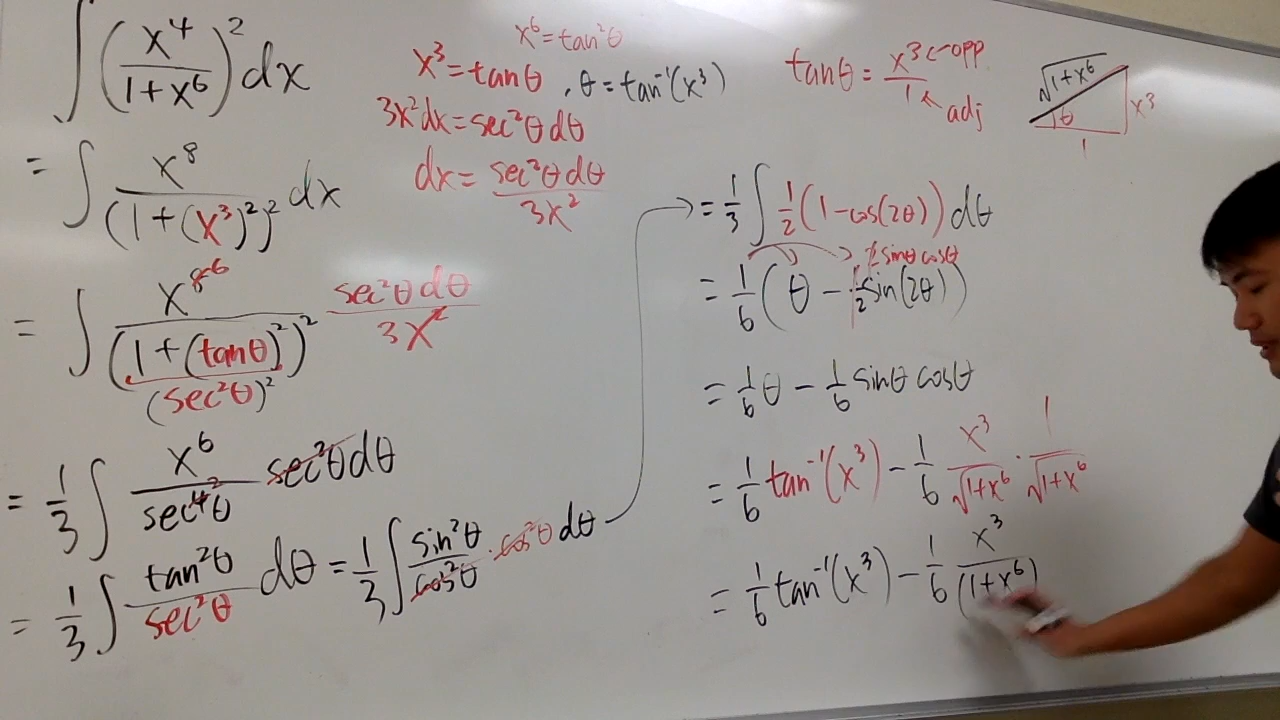 ∫ (x⁴/(1+x⁶))² dx
= ∫ x⁸/(1+(x³)²)² dx
= ∫ x⁸ ⁶/(1+(tanθ)²)² sec²θ dθ/3x²
(sec²θ)²
= 1/3 ∫ x⁶/sec⁴ ²θ sec²θ dθ
= 1/3 ∫ tan²θ/sec²θ dθ = 1/3 ∫ sin²θ/cos²θ · cos²θ dθ
x⁶ = tan²θ
x³ = tanθ , θ = tan⁻¹(x³)
3x²dx = sec²θ dθ
dx = sec²θ dθ/3x²
tanθ = x³/1 ← opp
← adj
√(1+x⁶)
θ
x³
1
→ = 1/3 ∫ 1/2 (1 - cos(2θ)) dθ
2 sinθ cosθ
= 1/6 (θ - 1/2 sin(2θ))
= 1/6 θ - 1/6 sinθ cosθ
= 1/6 tan⁻¹(x³) - 1/6 x³/√(1+x⁶) · 1/√(1+x⁶)
= 1/6 tan⁻¹(x³) - 1/6 x³/(1+x⁶)